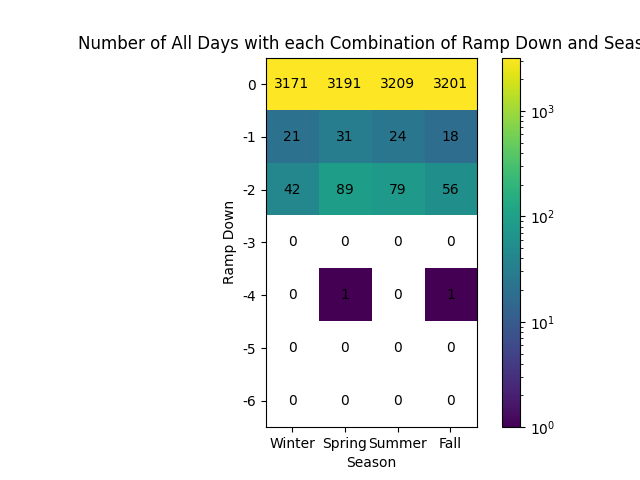 Number of All Days with each Combination of Ramp Down and Seas
0 3171 3191 3209 3201
-1 21 31 24 18
-2 42 89 79 56
-3 0 0 0 0
-4 0 1 0 1
-5 0 0 0 0
-6 0 0 0 0
Winter Spring Summer Fall
Season
Ramp Down
10³
10²
10¹
10⁰